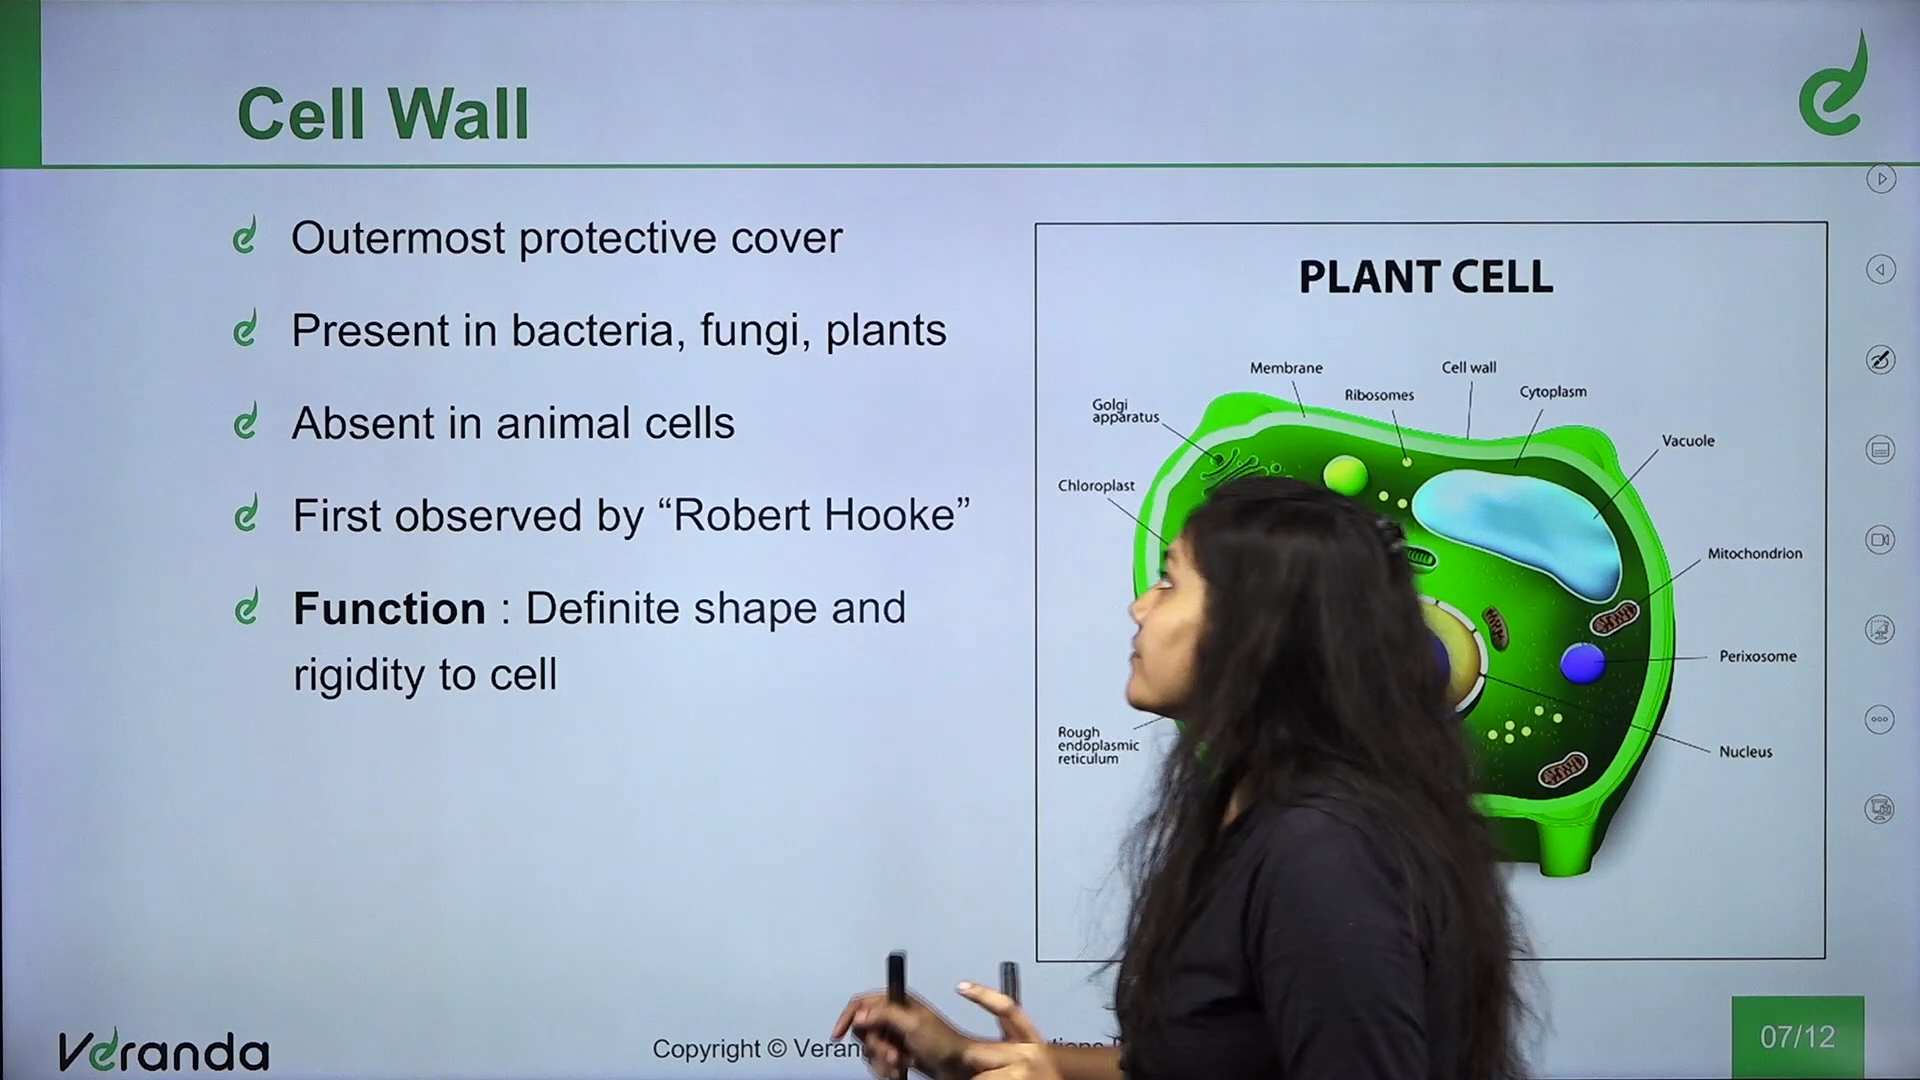 Cell Wall
Outermost protective cover
Present in bacteria, fungi, plants
Absent in animal cells
First observed by “Robert Hooke”
Function : Definite shape and
rigidity to cell
PLANT CELL
Membrane
Cell wall
Ribosomes
Cytoplasm
Golgi
apparatus
Vacuole
Chloroplast
Mitochondrion
Perixosome
Rough
endoplasmic
reticulum
Nucleus
Veranda
Copyright ©
07/12